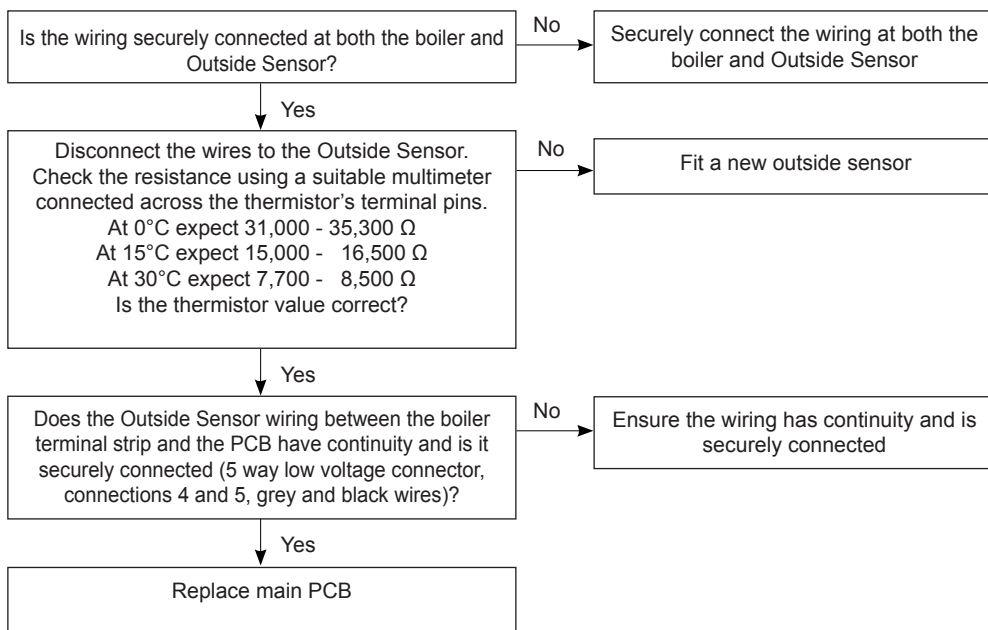 Is the wiring securely connected at both the boiler and
Outside Sensor?
No
Securely connect the wiring at both the
boiler and Outside Sensor
Yes
Disconnect the wires to the Outside Sensor.
Check the resistance using a suitable multimeter
connected across the thermistor's terminal pins.
At 0°C expect 31,000 - 35,300 Ω
At 15°C expect 15,000 - 16,500 Ω
At 30°C expect 7,700 - 8,500 Ω
Is the thermistor value correct?
No
Fit a new outside sensor
Yes
Does the Outside Sensor wiring between the boiler
terminal strip and the PCB have continuity and is it
securely connected (5 way low voltage connector,
connections 4 and 5, grey and black wires)?
No
Ensure the wiring has continuity and is
securely connected
Yes
Replace main PCB